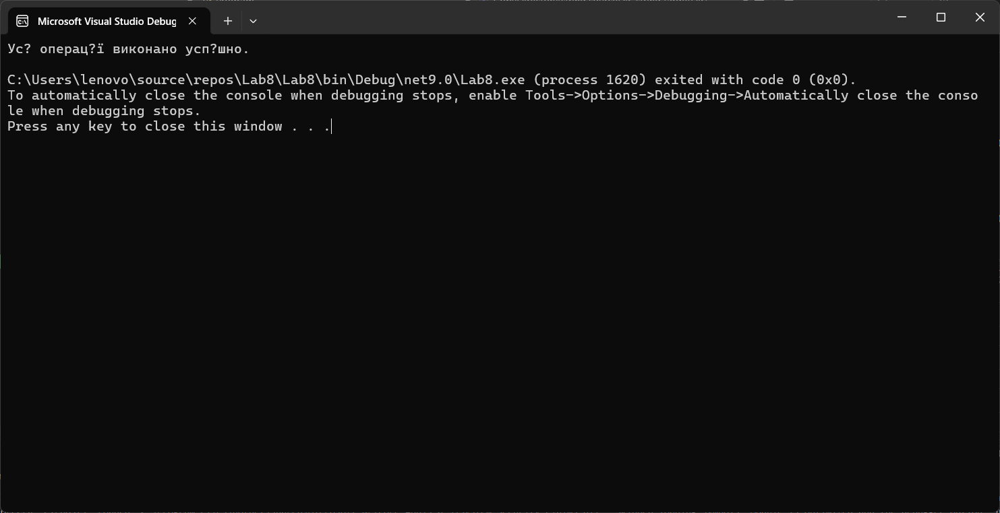 Microsoft Visual Studio Debug
Ус? операц?ї виконано усп?шно.
C:\Users\lenovo\source\repos\Lab8\Lab8\bin\Debug\net9.0\Lab8.exe (process 1620) exited with code 0 (0x0).
To automatically close the console when debugging stops, enable Tools->Options->Debugging->Automatically close the conso
le when debugging stops.
Press any key to close this window . . .